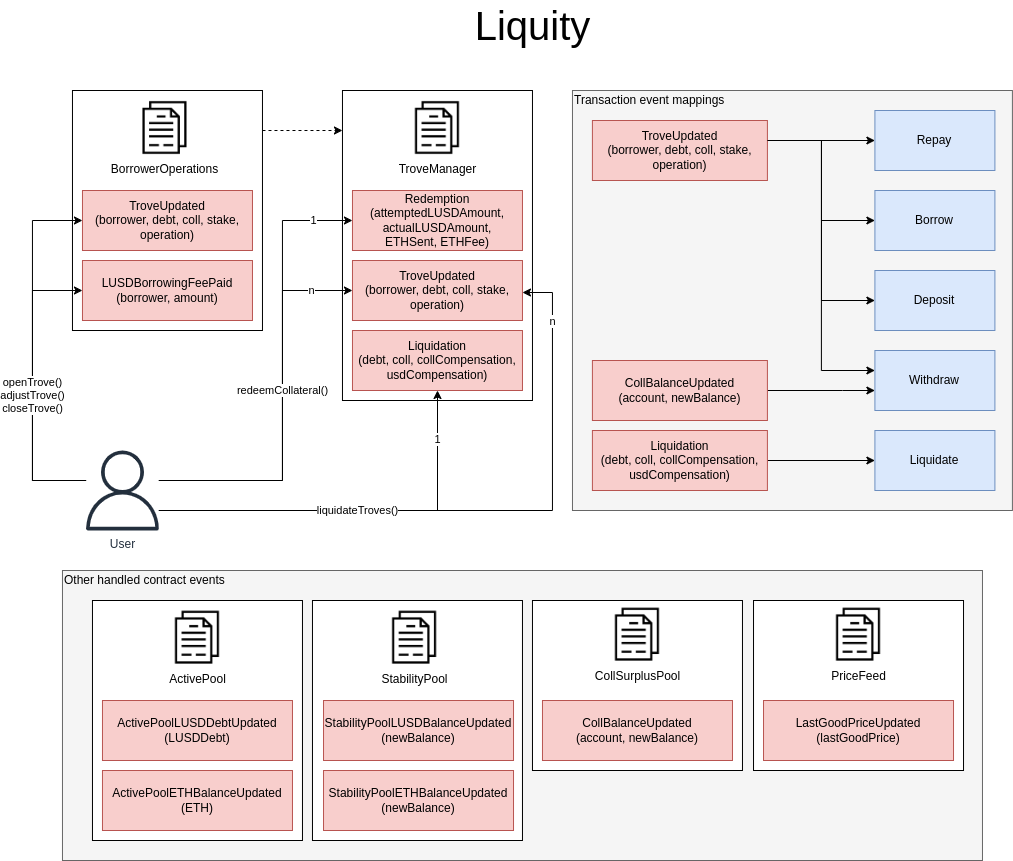 Liquity
BorrowerOperations
TroveUpdated
(borrower, debt, coll, stake,
operation)
LUSDBorrowingFeePaid
(borrower, amount)
TroveManager
Redemption
(attemptedLUSDAmount,
actualLUSDAmount,
ETHSent, ETHFee)
TroveUpdated
(borrower, debt, coll, stake,
operation)
Liquidation
(debt, coll, collCompensation,
usdCompensation)
1
n
n
1
openTrove()
adjustTrove()
closeTrove()
redeemCollateral()
liquidateTroves()
User
Transaction event mappings
TroveUpdated
(borrower, debt, coll, stake,
operation)
CollBalanceUpdated
(account, newBalance)
Liquidation
(debt, coll, collCompensation,
usdCompensation)
Repay
Borrow
Deposit
Withdraw
Liquidate
Other handled contract events
ActivePool
ActivePoolLUSDDebtUpdated
(LUSDDebt)
ActivePoolETHBalanceUpdated
(ETH)
StabilityPool
StabilityPoolLUSDBalanceUpdated
(newBalance)
StabilityPoolETHBalanceUpdated
(newBalance)
CollSurplusPool
CollBalanceUpdated
(account, newBalance)
PriceFeed
LastGoodPriceUpdated
(lastGoodPrice)